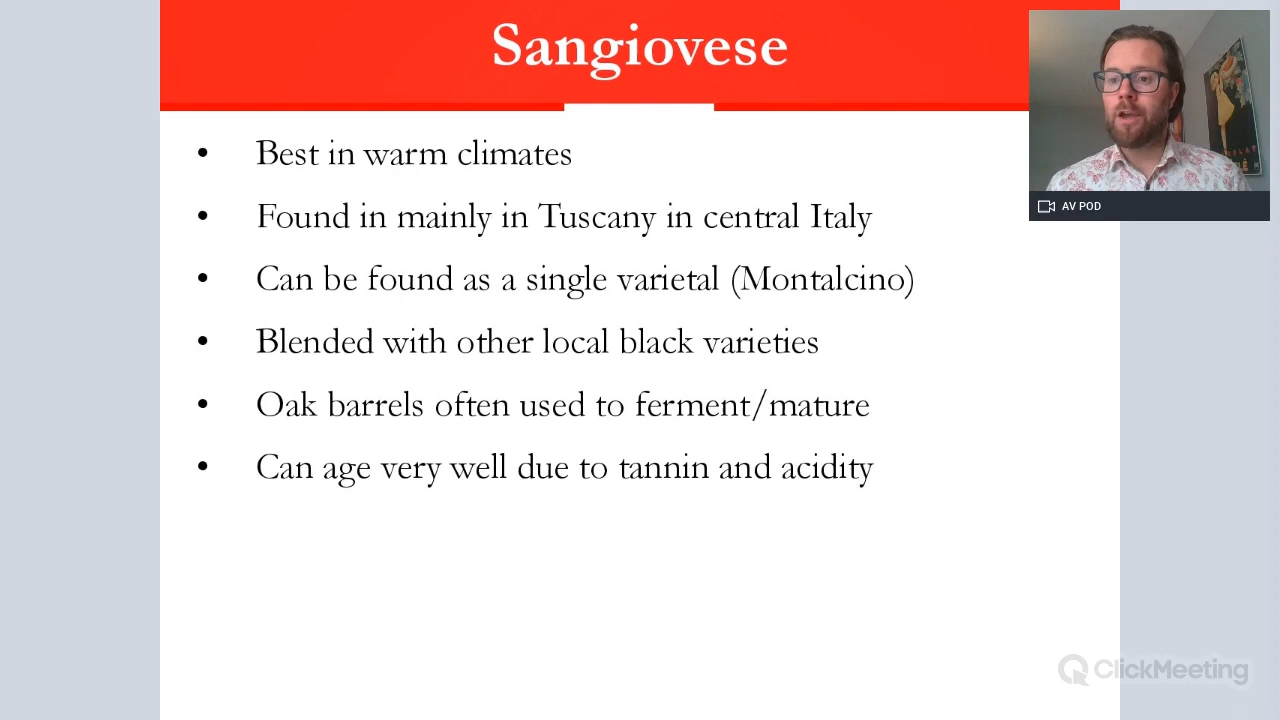 Sangiovese
• Best in warm climates
• Found in mainly in Tuscany in central Italy
• Can be found as a single varietal (Montalcino)
• Blended with other local black varieties
• Oak barrels often used to ferment/mature
• Can age very well due to tannin and acidity
AV POD
ClickMeeting